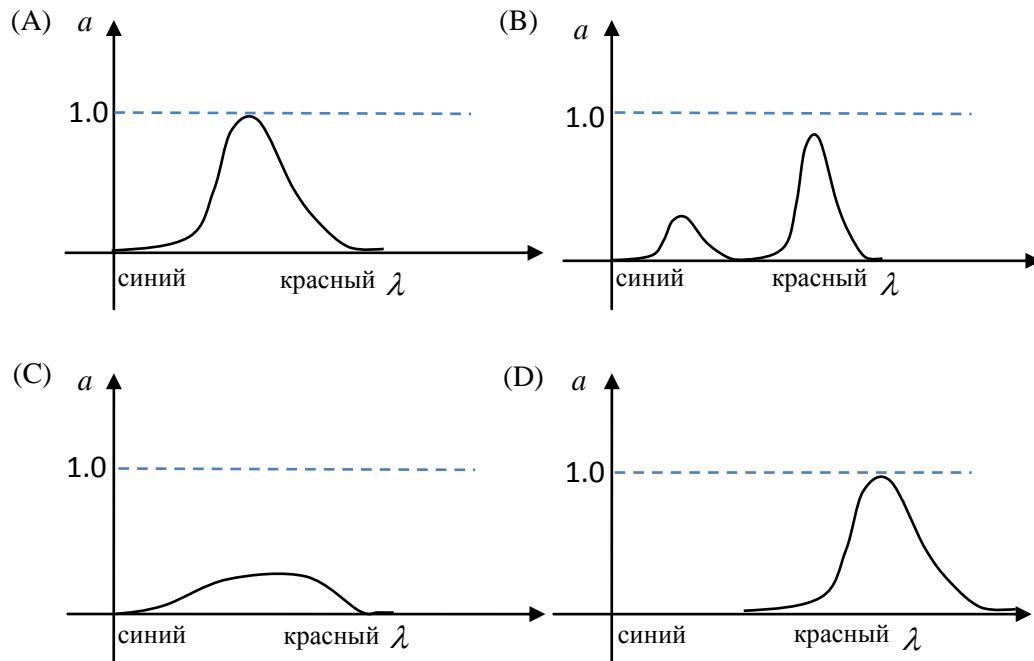 (A) a
1.0
синий красный λ
(B) a
1.0
синий красный λ
(C) a
1.0
синий красный λ
(D) a
1.0
синий красный λ